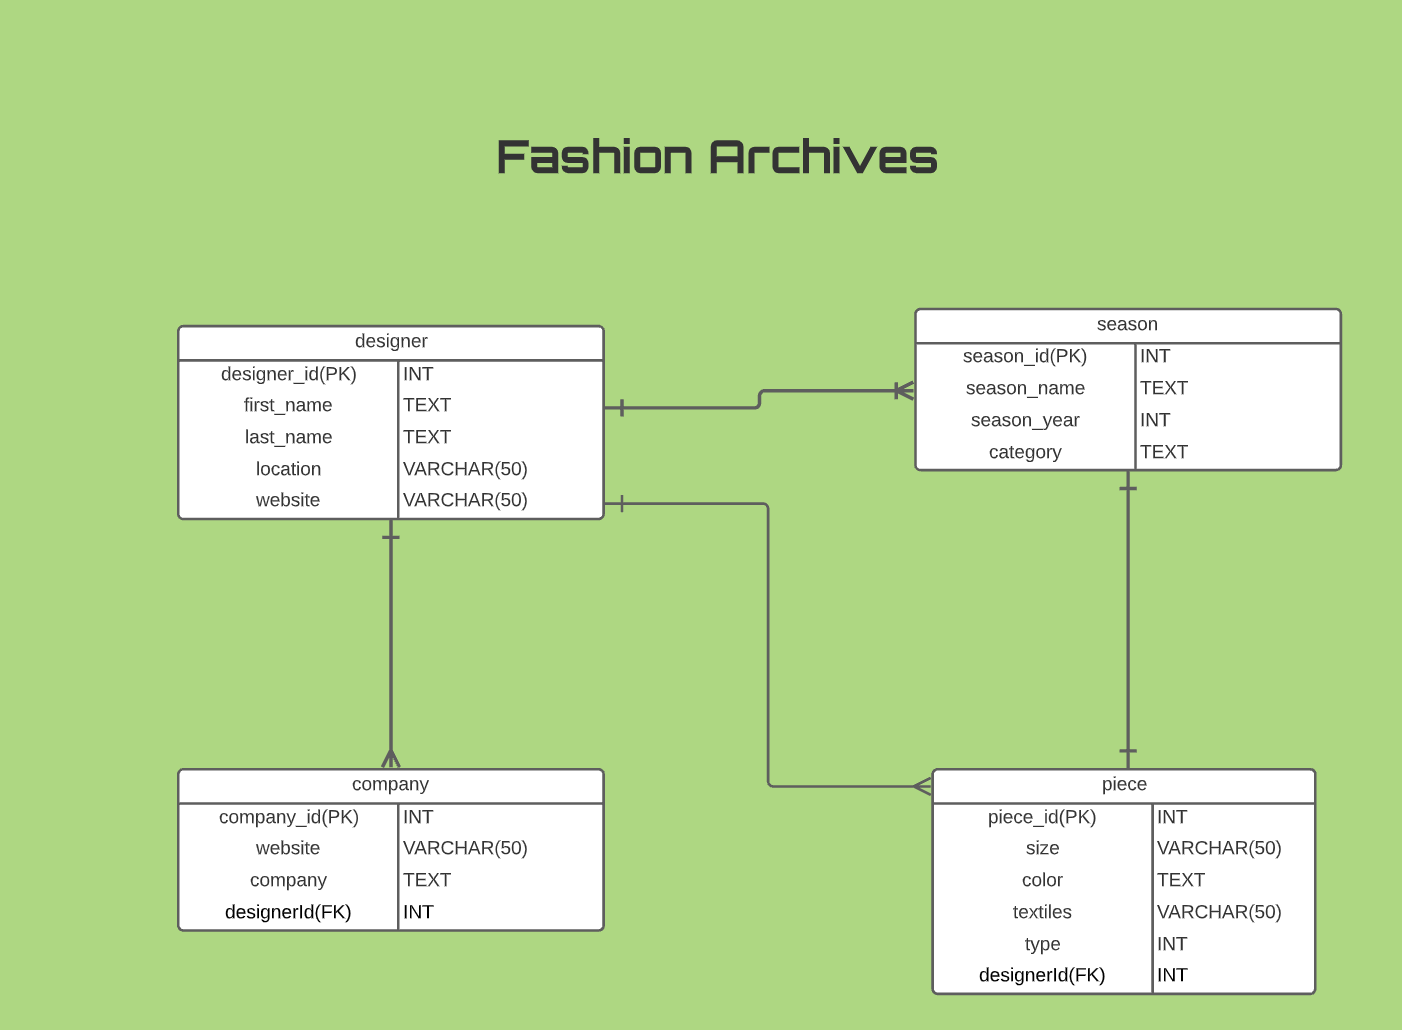 Fashion Archives
designer
designer_id(PK) INT
first_name TEXT
last_name TEXT
location VARCHAR(50)
website VARCHAR(50)
season
season_id(PK) INT
season_name TEXT
season_year INT
category TEXT
company
company_id(PK) INT
website VARCHAR(50)
company TEXT
designerId(FK) INT
piece
piece_id(PK) INT
size VARCHAR(50)
color TEXT
textiles VARCHAR(50)
type INT
designerId(FK) INT